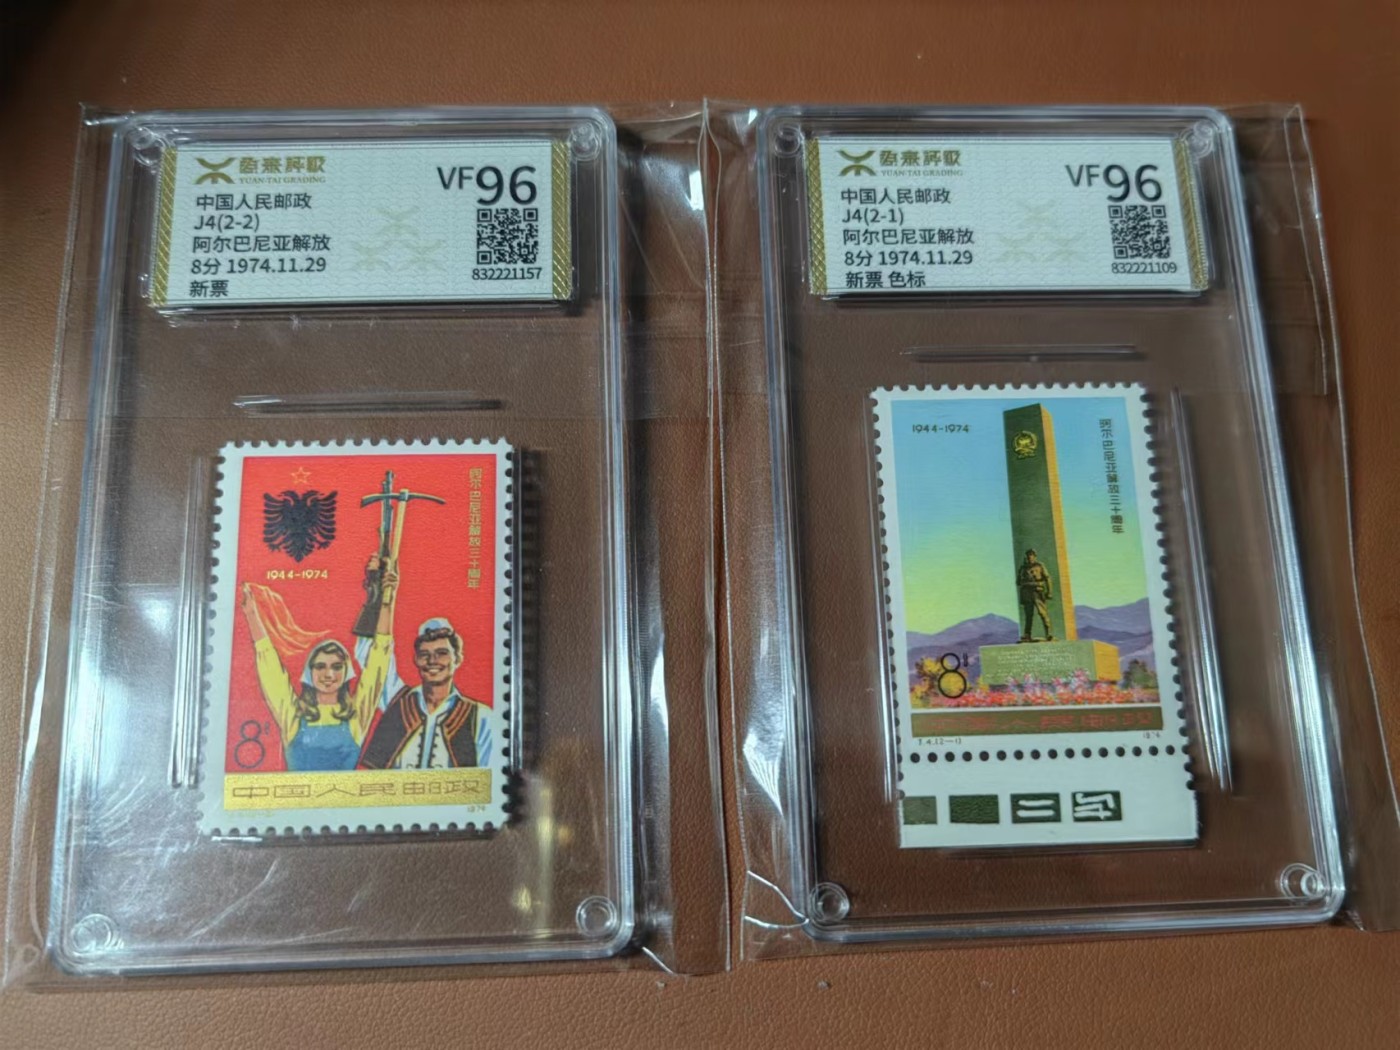 源泰评级
YUAN TAI GRADING
VF96
中国人民邮政
J4(2-2)
阿尔巴尼亚解放
8分 1974.11.29
新票
832221157
阿尔巴尼亚解放三十周年
1944-1974
8分
中国人民邮政
1974
源泰评级
YUAN TAI GRADING
VF96
中国人民邮政
J4(2-1)
阿尔巴尼亚解放
8分 1974.11.29
新票 色标
832221109
1944-1974
阿尔巴尼亚解放三十周年
8分
中国人民邮政
J.4.(2-1)
1974